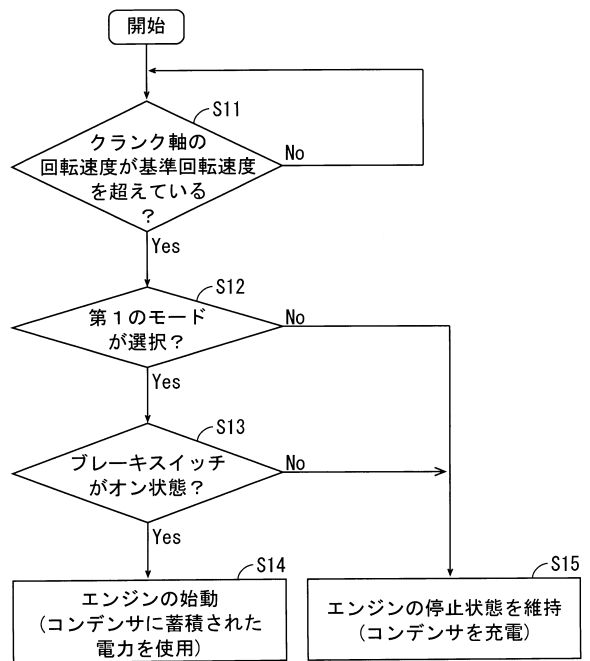 開始
S11
クランク軸の
回転速度が基準回転速度
を超えている
？
No
Yes
S12
第１のモード
が選択？
No
Yes
S13
ブレーキスイッチ
がオン状態？
No
Yes
S14
エンジンの始動
(コンデンサに蓄積された
電力を使用)
S15
エンジンの停止状態を維持
(コンデンサを充電)